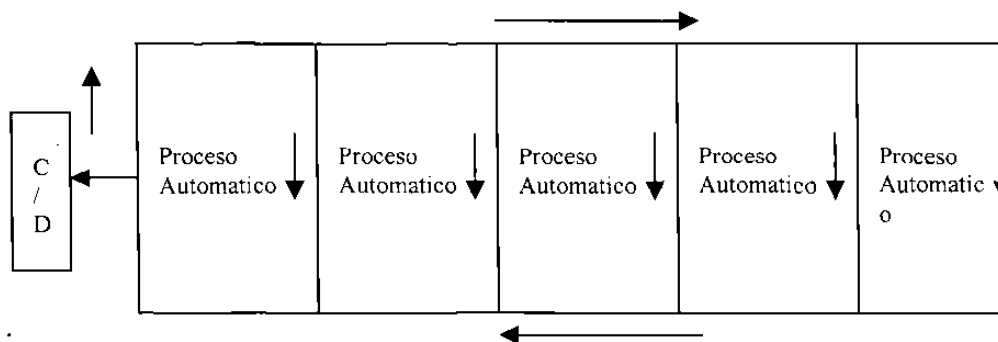 C
/
D
Proceso
Automatico
Proceso
Automatico
Proceso
Automatico
Proceso
Automatico
Proceso
Automatic
o